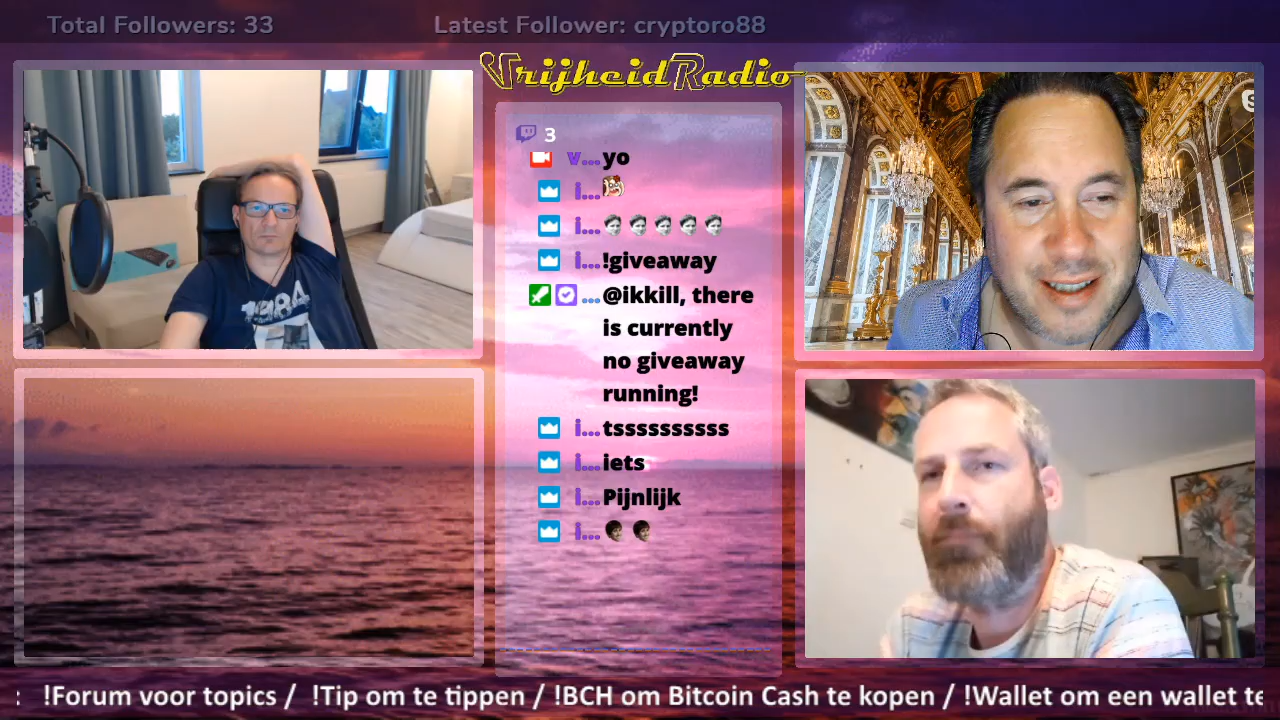 Total Followers: 33
Latest Follower: cryptoro88
VrijheidRadio
3
v... yo
i...
i...
i... !giveaway
... @ikkill, there
is currently
no giveaway
running!
i... tssssssssss
i... iets
i... Pijnlijk
i...
1984
S
: !Forum voor topics / !Tip om te tippen / !BCH om Bitcoin Cash te kopen / !Wallet om een wallet te